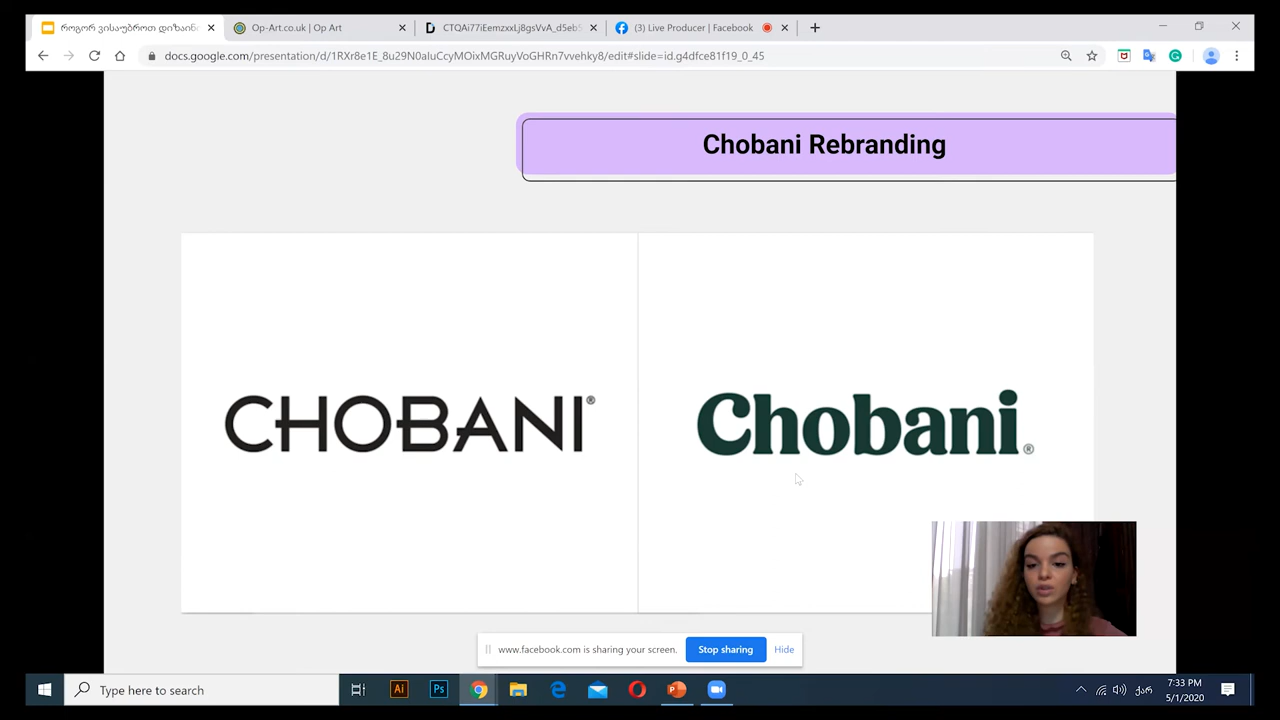 როგორ ვისაუბროთ დიზაინ
Op-Art.co.uk | Op Art
CTQAi77iEemzxxLj8gsVvA_d5eb5
(3) Live Producer | Facebook
docs.google.com/presentation/d/1RXr8e1E_8u29N0aIuCcyMOixMGRuyVoGHRn7vvehky8/edit#slide=id.g4dfce81f19_0_45
Chobani Rebranding
CHOBANI®
Chobani®
www.facebook.com is sharing your screen.
Stop sharing
Hide
Type here to search
Ai
Ps
ქარ
7:33 PM
5/1/2020